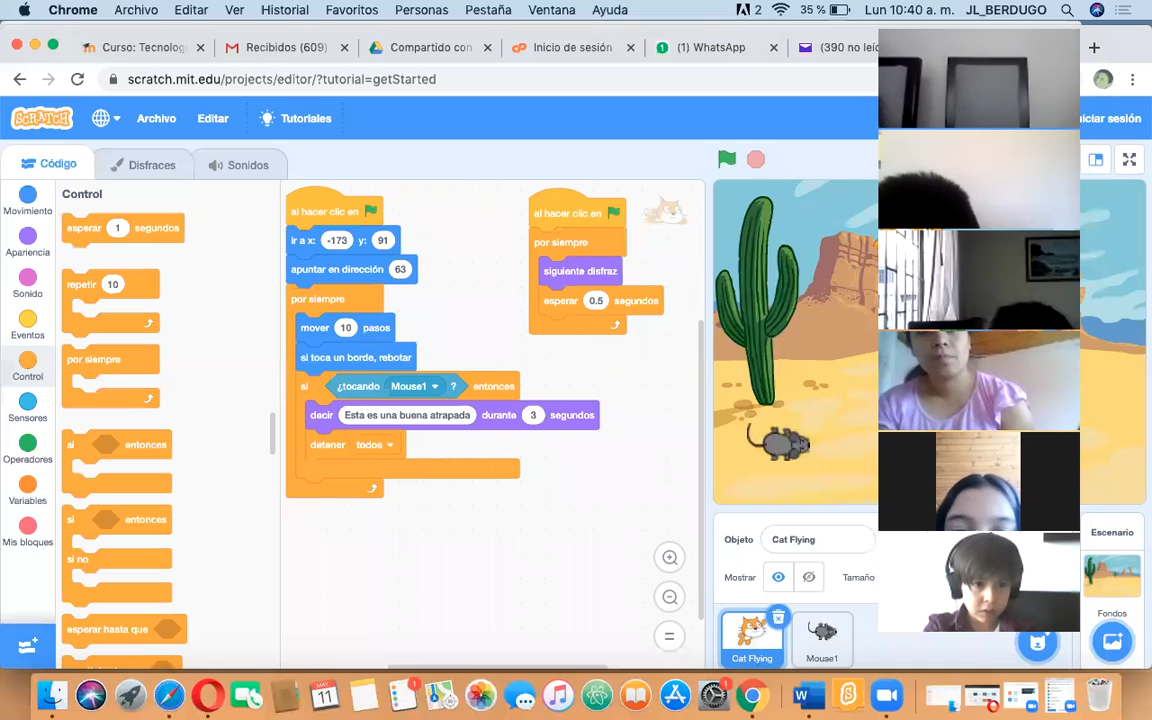 Chrome Archivo Editar Ver Historial Favoritos Personas Pestaña Ventana Ayuda 2 35 % Lun 10:40 a. m. JL_BERDUGO
Curso: Tecnolog Recibidos (609) Compartido con Inicio de sesión (1) WhatsApp (390 no leí
scratch.mit.edu/projects/editor/?tutorial=getStarted
SCRATCH Archivo Editar Tutoriales iniciar sesión
Código Disfraces Sonidos
Movimiento
Apariencia
Sonido
Eventos
Control
Sensores
Operadores
Variables
Mis bloques
Control
esperar 1 segundos
repetir 10
por siempre
si entonces
si entonces
si no
esperar hasta que
al hacer clic en
ir a x: -173 y: 91
apuntar en dirección 63
por siempre
mover 10 pasos
si toca un borde, rebotar
si ¿tocando Mouse1 ? entonces
decir Esta es una buena atrapada durante 3 segundos
detener todos
al hacer clic en
por siempre
siguiente disfraz
esperar 0.5 segundos
Objeto Cat Flying
Mostrar Tamaño
Cat Flying Mouse1
Escenario
Fondos
MAY
11
1
1
W